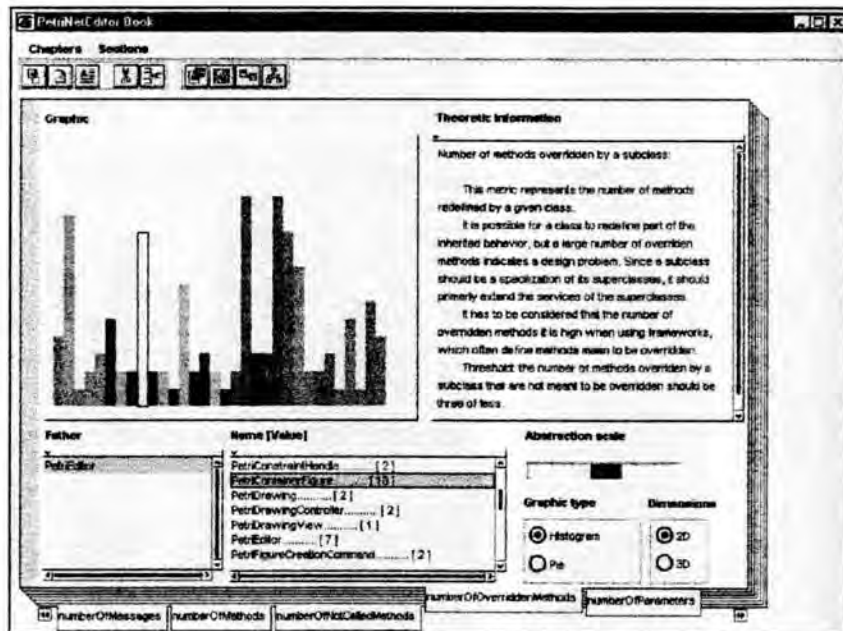 PetriNetEditor Book
Chapters Sections
Graphic
Theoretic Information
Number of methods overridden by a subclass:
This metric represents the number of methods
redefined by a given class.
It is possible for a class to redefine part of the
inherited behavior, but a large number of overriden
methods indicates a design problem. Since a subclass
should be a specilization of its superclasses, it should
primerly extend the services of the superclasses.
It has to be considered that the number of
overridden methods it is high when using frameworks,
which often define methods mean to be overridden.
Threshold: the number of methods overriden by a
subclass that are not meant to be overridden should be
three of less.
Father
PetriEditor
Name [Value]
PetriConstraintHandle [ 2 ]
PetriContainerFigure [ 10 ]
PetriDrawing.......... [ 2 ]
PetriDrawingController.......... [ 2 ]
PetriDrawingView .......... [ 1 ]
PetriEditor .......... [ 7 ]
PetriFigureCreationCommand .......... [ 2 ]
Abstraction scale
Graphic type
Histogram
Pie
Dimensions
2D
3D
numberOfMessages
numberOfMethods
numberOfNotCalledMethods
numberOfOverriddenMethods
numberOfParameters